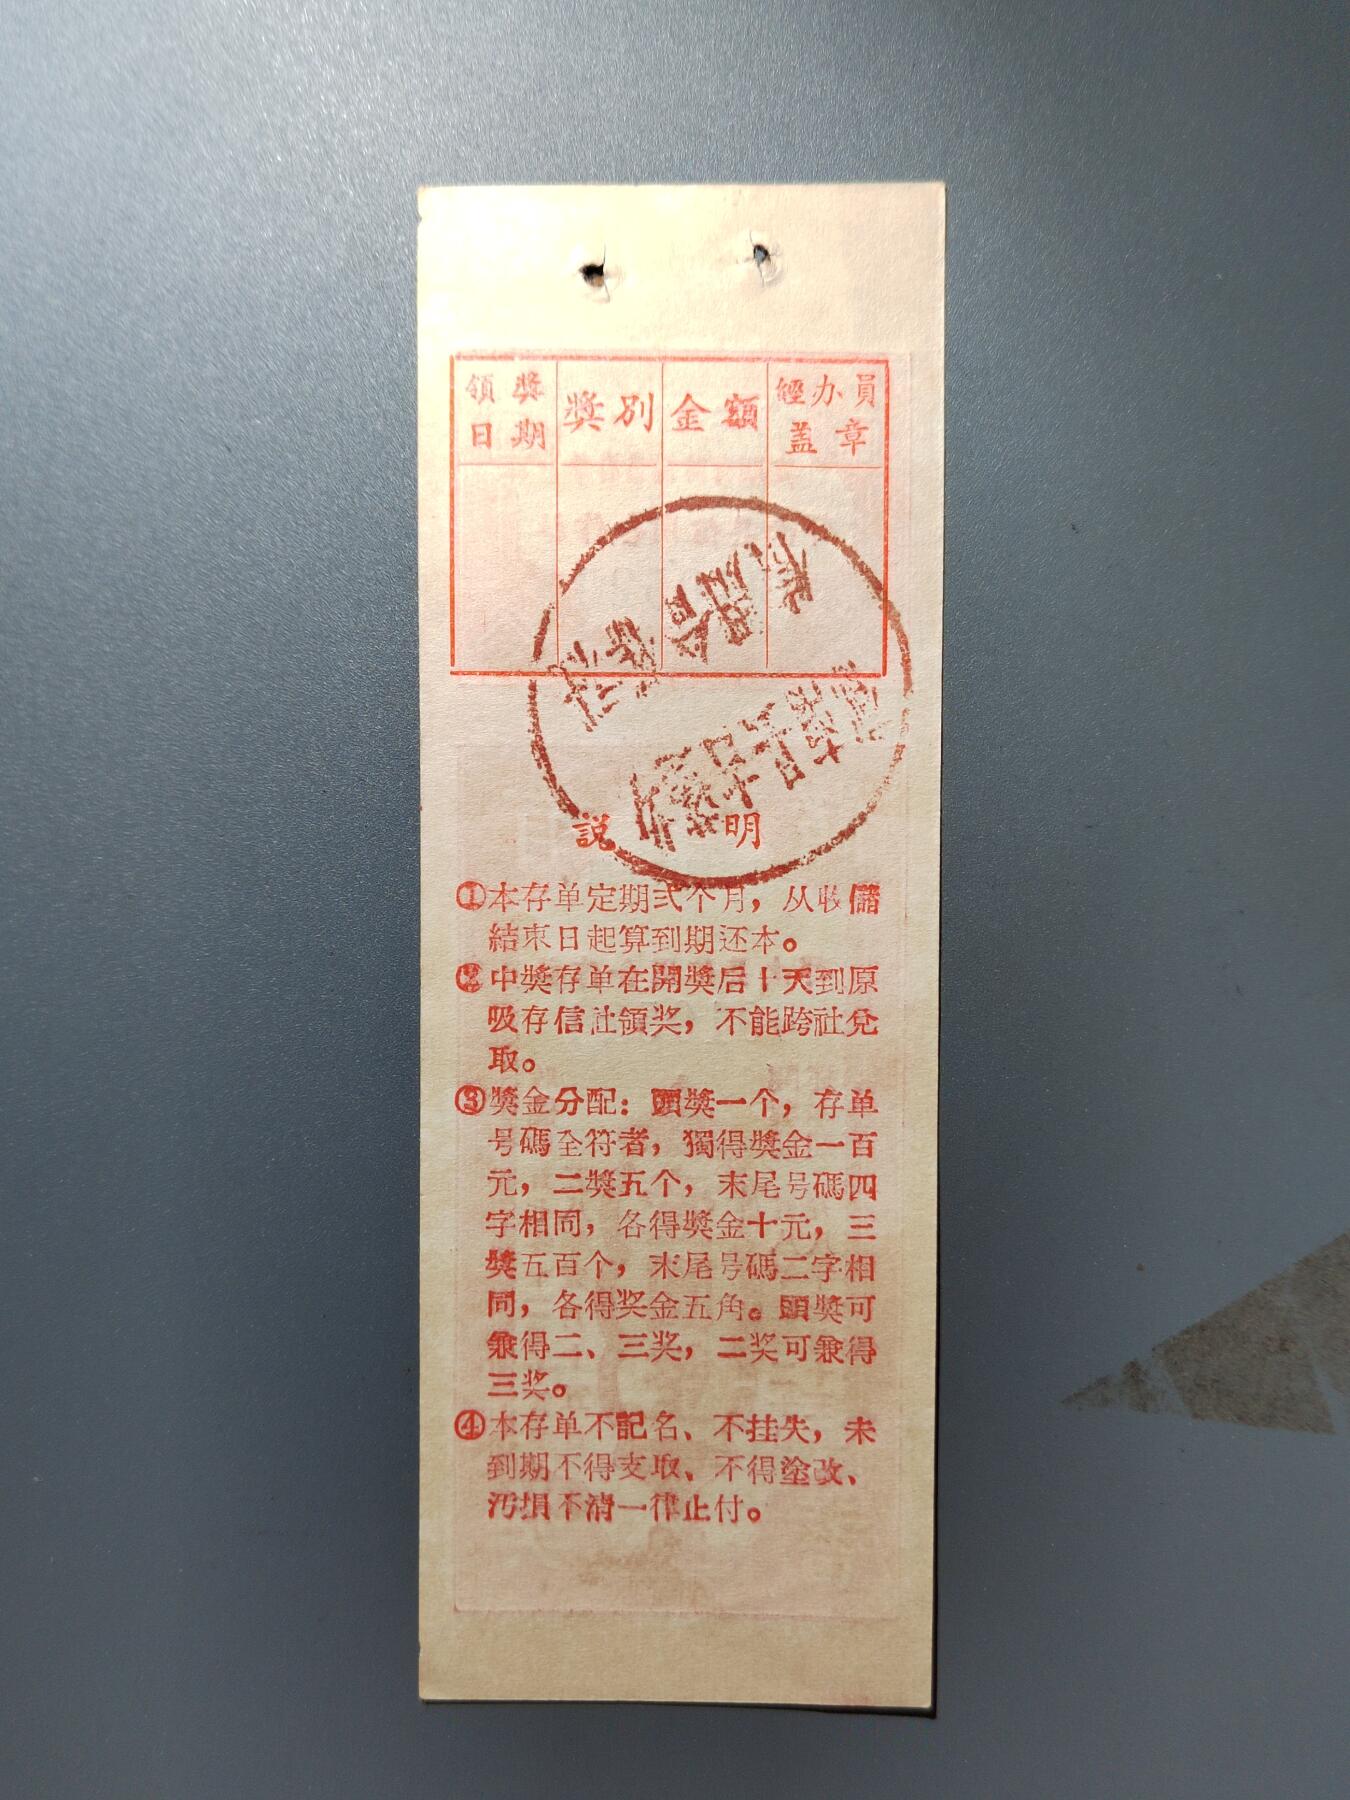 領獎
日期
獎別
金額
經办員
盖章
説明
①本存单定期弍个月，从收儲
結束日起算到期还本。
②中獎存单在開獎后十天到原
吸存信社領奖，不能跨社兌
取。
③獎金分配：頭獎一个，存单
号碼全符者，獨得獎金一百
元，二獎五个，末尾号碼四
字相同，各得獎金十元，三
獎五百个，末尾号碼二字相
同，各得奖金五角。頭獎可
兼得二、三奖，二奖可兼得
三奖。
④本存单不記名、不挂失，未
到期不得支取、不得塗改、
汚損不清一律止付。